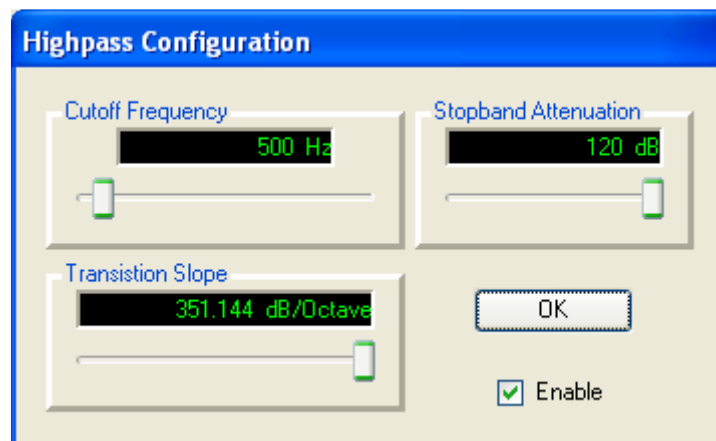 Highpass Configuration
Cutoff Frequency
500 Hz
Stopband Attenuation
120 dB
Transistion Slope
351.144 dB/Octave
OK
Enable